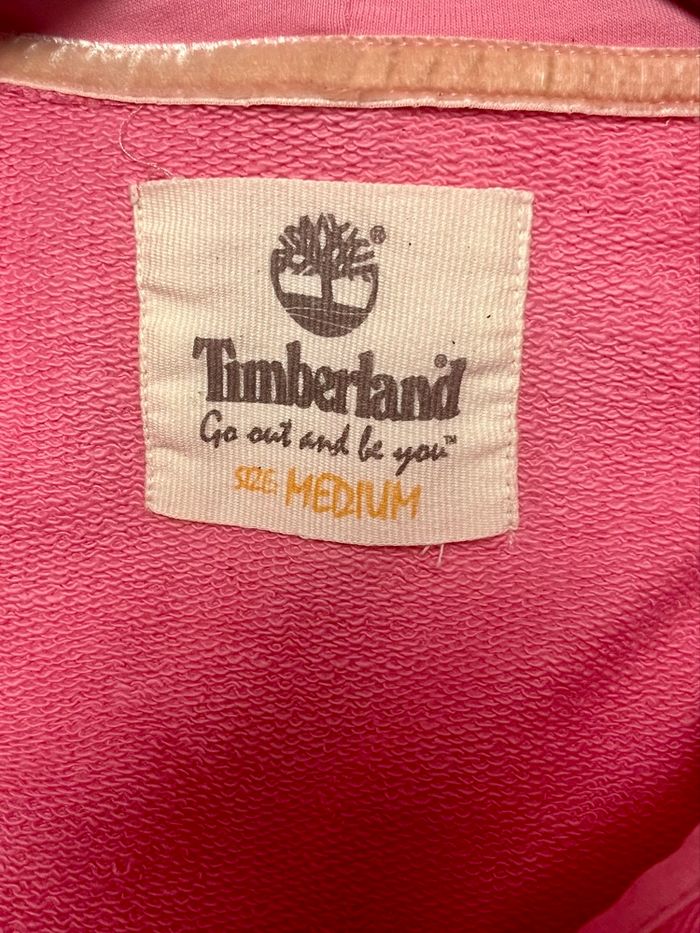 ®
Timberland®
Go out and be you™
SIZE: MEDIUM